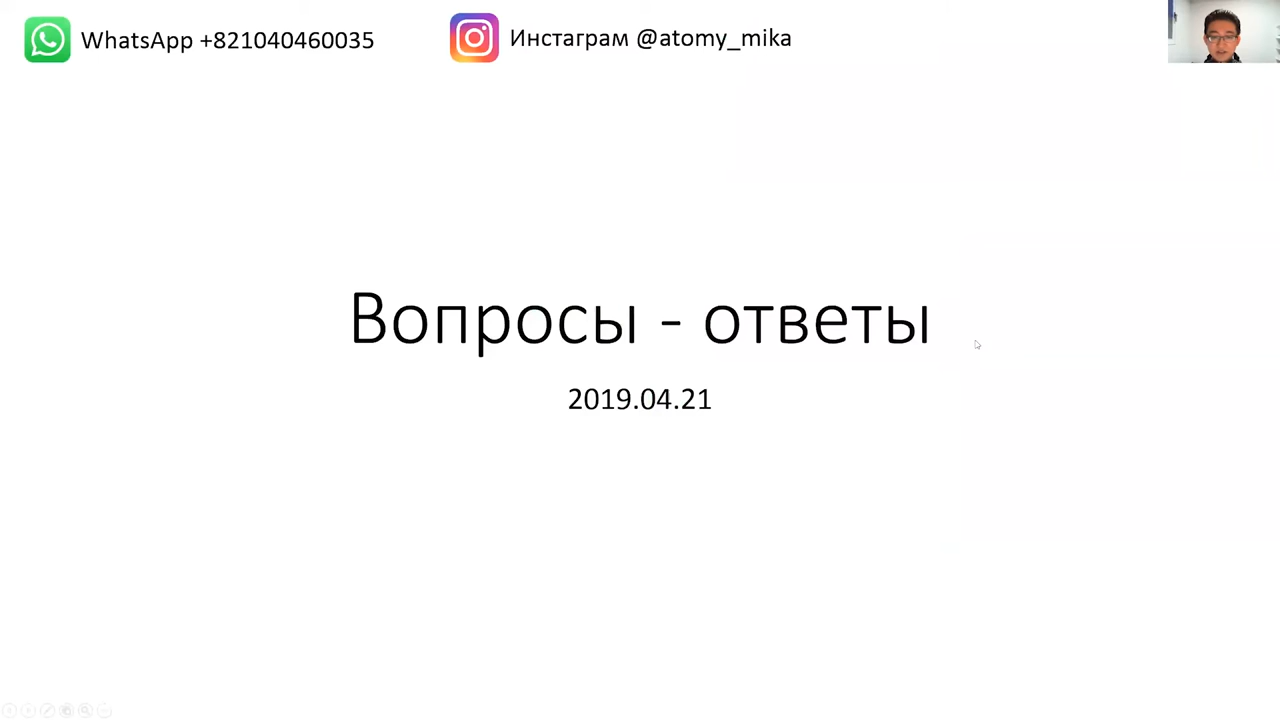 WhatsApp +821040460035
Инстаграм @atomy_mika
Вопросы - ответы
2019.04.21